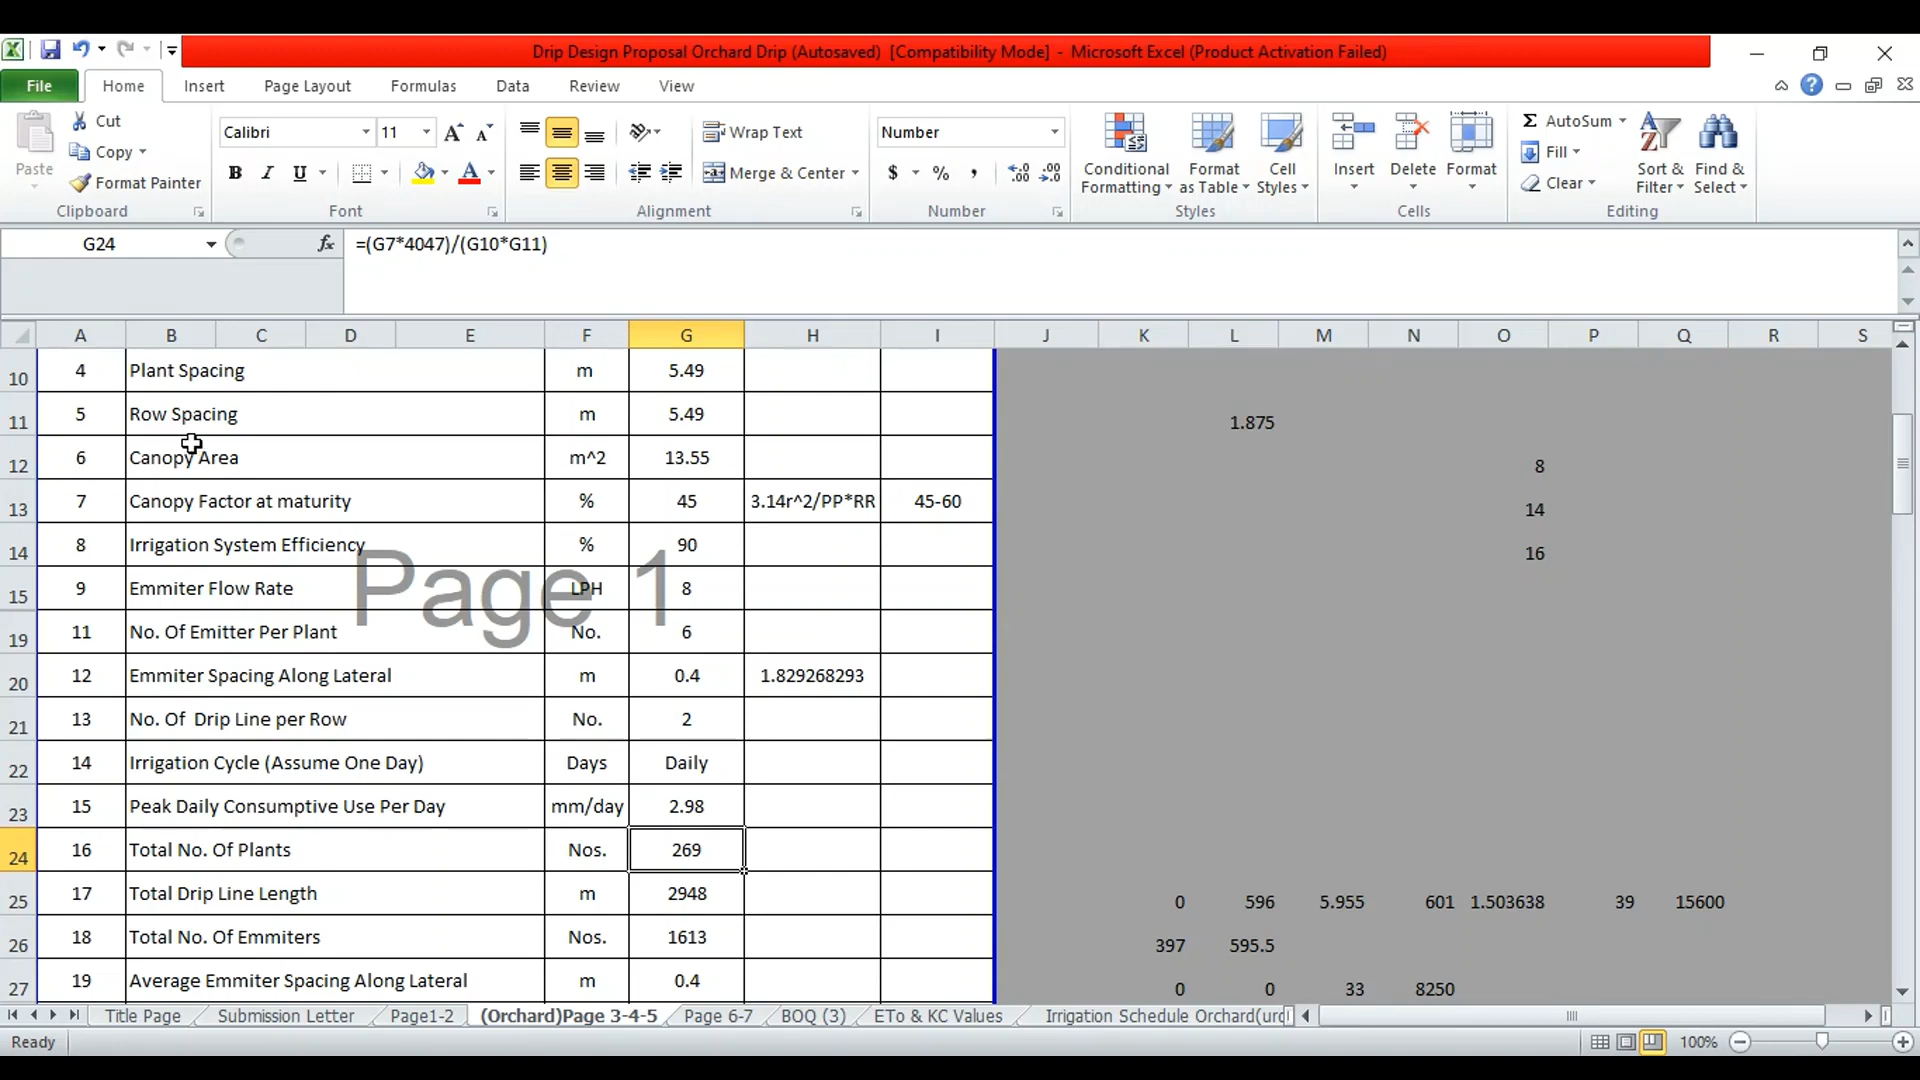 Drip Design Proposal Orchard Drip (Autosaved) [Compatibility Mode] - Microsoft Excel (Product Activation Failed)
File Home Insert Page Layout Formulas Data Review View
Paste Cut Copy Format Painter Clipboard
Calibri 11 A A B I U A Font
Wrap Text Merge & Center Alignment
Number $ % , .00 .00 Number
Conditional Formatting Format as Table Cell Styles Styles
Insert Delete Format Cells
Σ AutoSum Fill Clear Sort & Filter Find & Select Editing
G24 fx =(G7*4047)/(G10*G11)
A B C D E F G H I J K L M N O P Q R S
10 4 Plant Spacing m 5.49
11 5 Row Spacing m 5.49 1.875
12 6 Canopy Area m^2 13.55 8
13 7 Canopy Factor at maturity % 45 3.14r^2/PP*RR 45-60 14
14 8 Irrigation System Efficiency % 90 16
Page 1
15 9 Emmiter Flow Rate LPH 8
19 11 No. Of Emitter Per Plant No. 6
20 12 Emmiter Spacing Along Lateral m 0.4 1.829268293
21 13 No. Of Drip Line per Row No. 2
22 14 Irrigation Cycle (Assume One Day) Days Daily
23 15 Peak Daily Consumptive Use Per Day mm/day 2.98
24 16 Total No. Of Plants Nos. 269
25 17 Total Drip Line Length m 2948 0 596 5.955 601 1.503638 39 15600
26 18 Total No. Of Emmiters Nos. 1613 397 595.5
27 19 Average Emmiter Spacing Along Lateral m 0.4 0 0 33 8250
Title Page Submission Letter Page1-2 (Orchard)Page 3-4-5 Page 6-7 BOQ (3) ETo & KC Values Irrigation Schedule Orchard(urd
Ready 100%